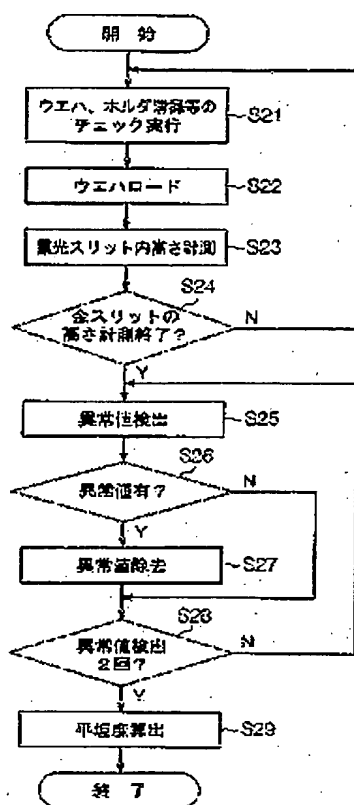 開始
ウエハ、ホルダ等の
チェック実行
S21
ウエハロード
S22
露光スリット内高さ計測
S23
S24
全スリットの
高さ計測終了？
N
Y
異常値検出
S25
S26
異常値有？
N
Y
異常値除去
S27
S28
異常値検出
2回？
N
Y
平坦度算出
S29
終了